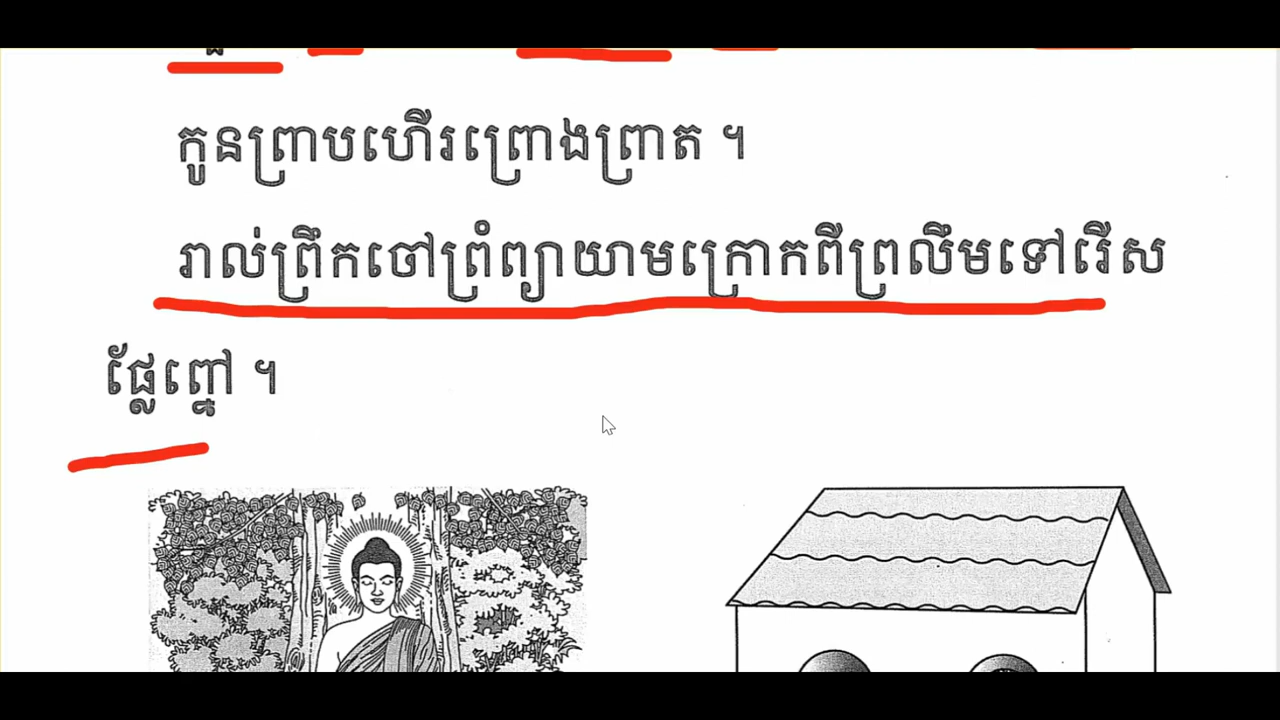 កូនព្រាបហើរព្រោងព្រាត ។
រាល់ព្រឹកចៅព្រំព្យាយាមក្រោកពីព្រលឹមទៅរើស
ផ្លែព្នៅ ។